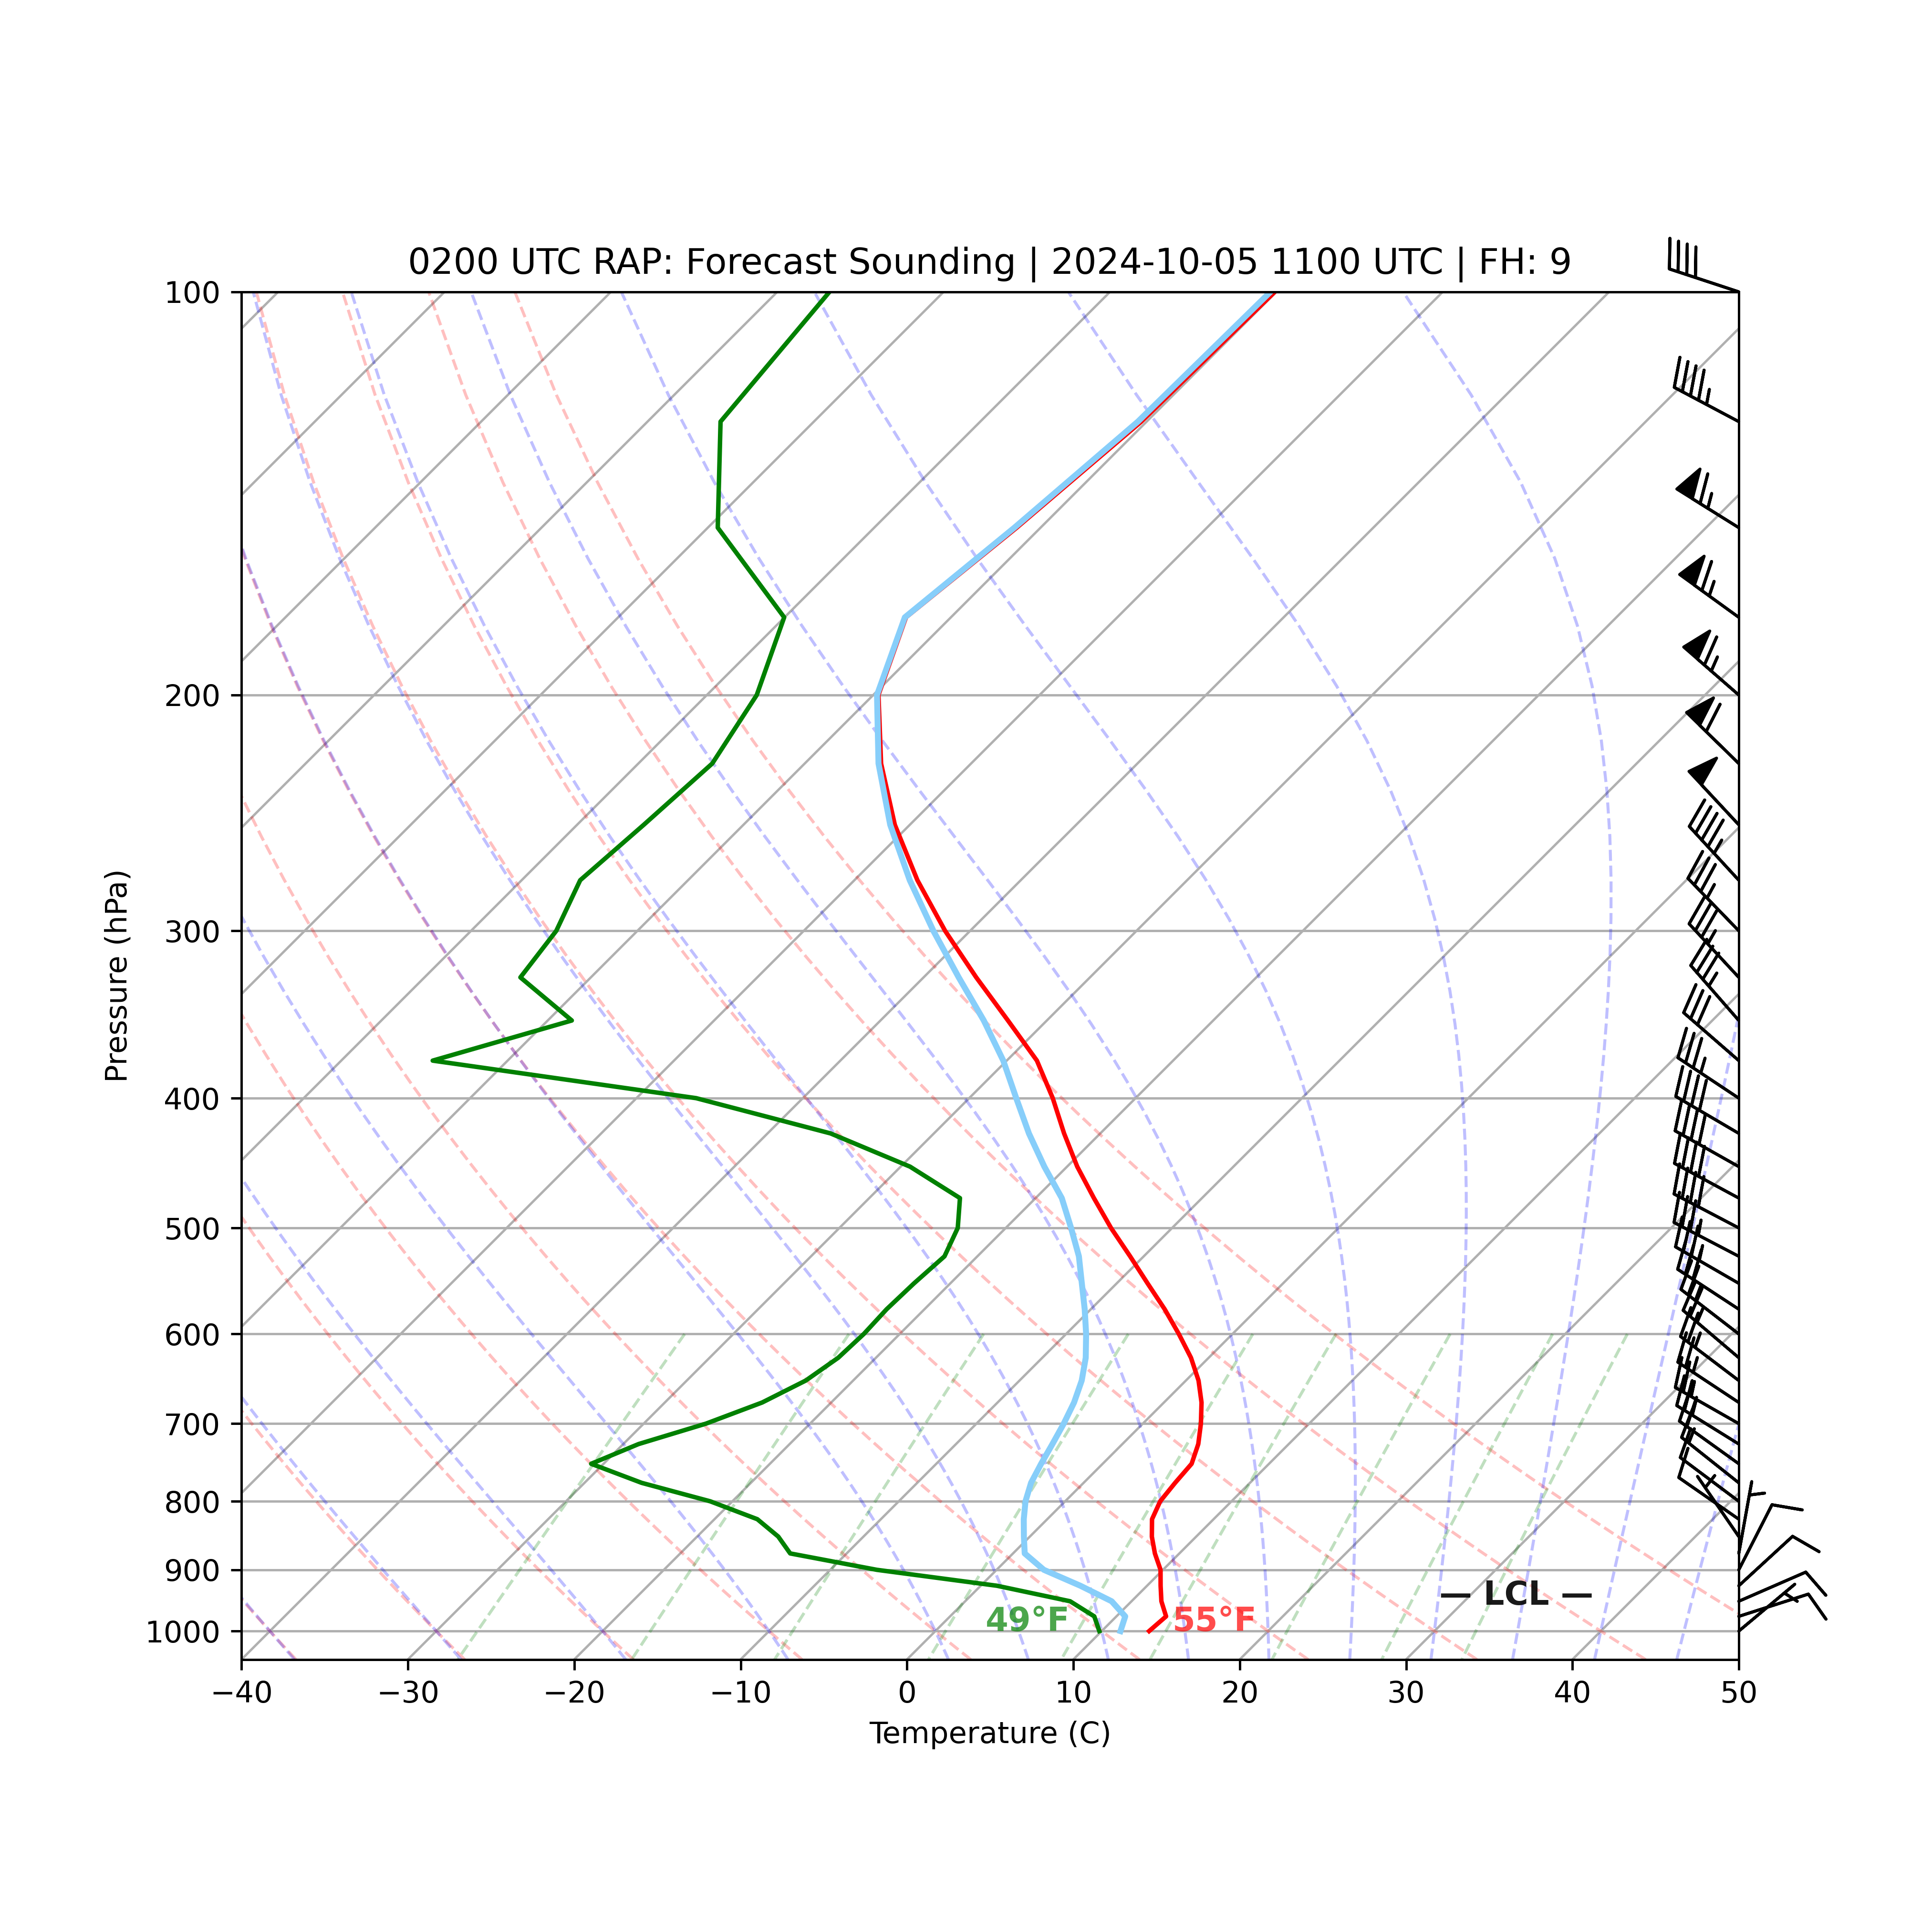 0200 UTC RAP: Forecast Sounding | 2024-10-05 1100 UTC | FH: 9
100
200
300
400
500
600
700
800
900
1000
Pressure (hPa)
— LCL —
49°F 55°F
−40 −30 −20 −10 0 10 20 30 40 50
Temperature (C)